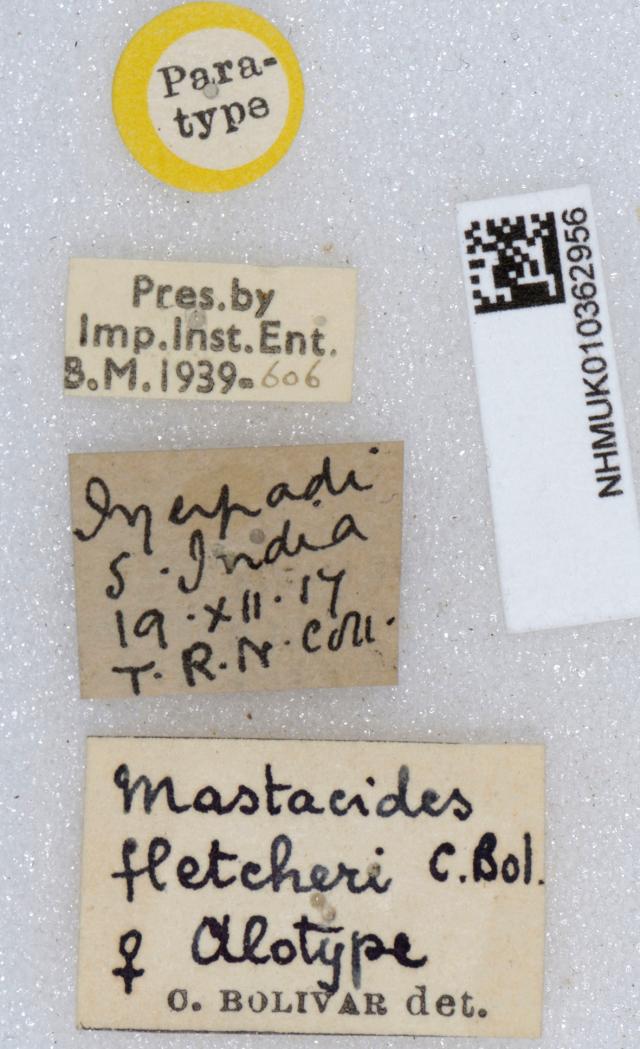 Para-
type
Pres.by
Imp.Inst.Ent.
B.M.1939-606
NHMUK010362956
Inyerpadi
S. India
19.XII.17
T.R.N. Coll.
Mastacides
fletcheri C.Bol.
♀ Alotype
C. BOLIVAR det.